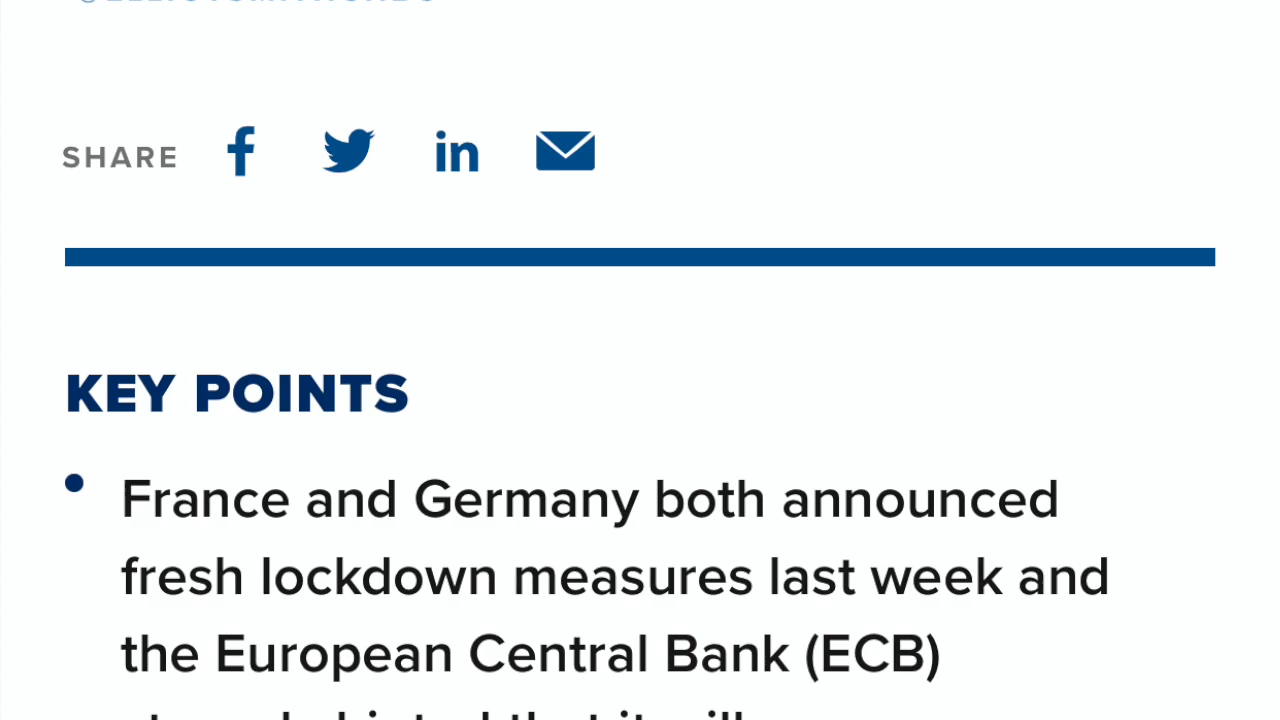 SHARE
KEY POINTS
• France and Germany both announced
fresh lockdown measures last week and
the European Central Bank (ECB)